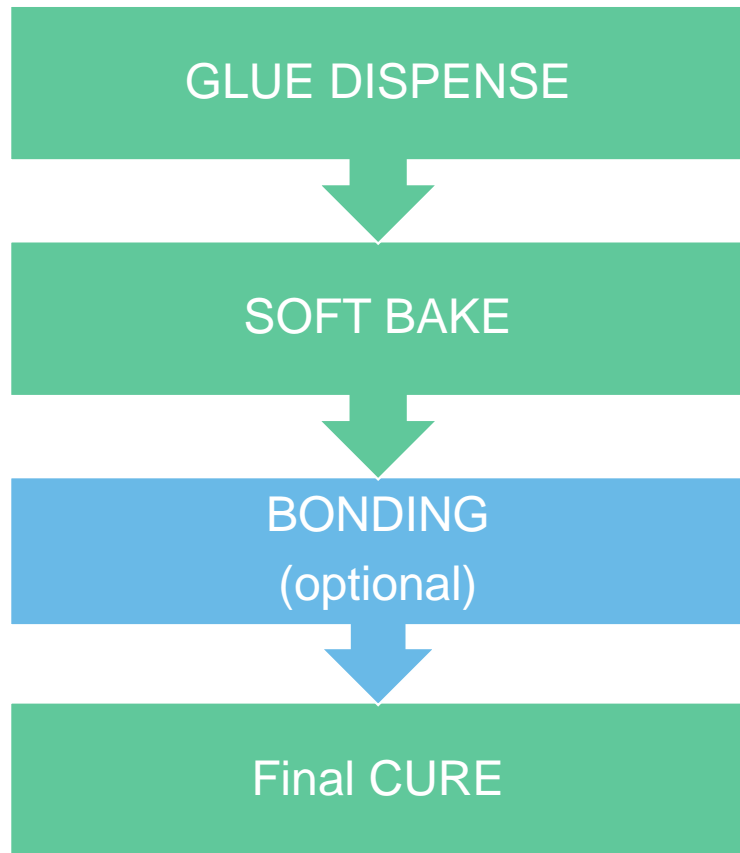 GLUE DISPENSE
SOFT BAKE
BONDING
(optional)
Final CURE